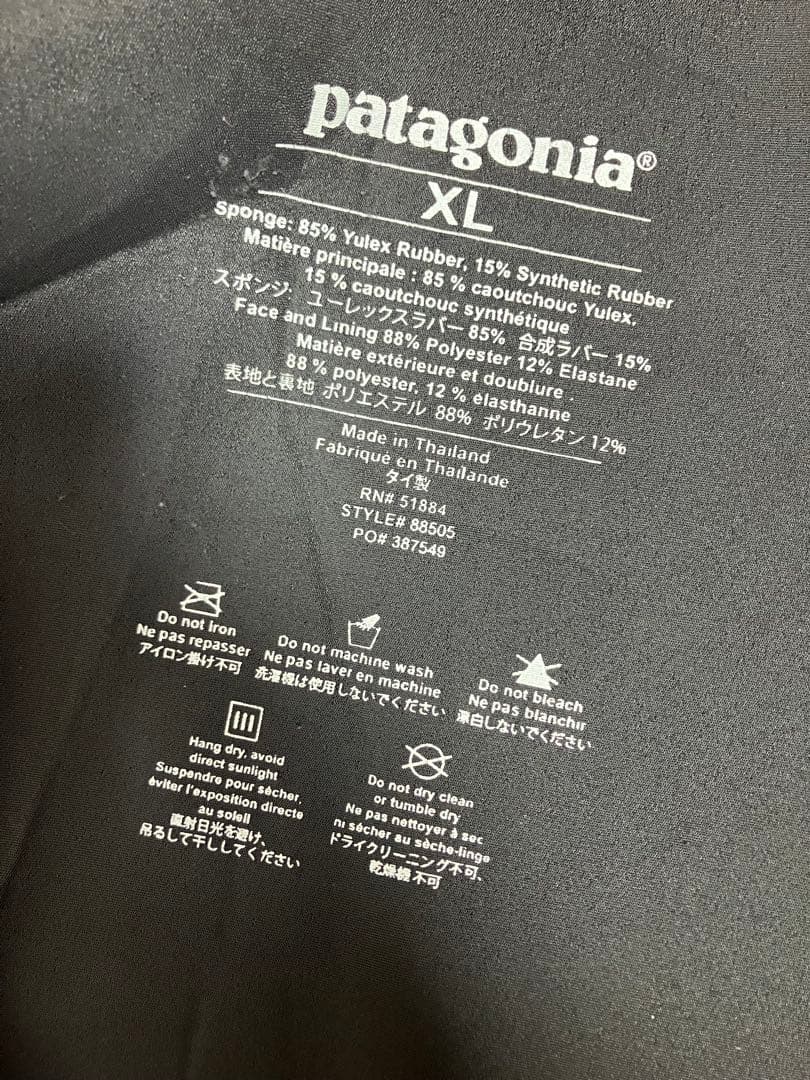 patagonia®
XL
Sponge: 85% Yulex Rubber, 15% Synthetic Rubber
Matière principale : 85 % caoutchouc Yulex,
15 % caoutchouc synthétique
スポンジ: ユーレックスラバー 85% 合成ラバー 15%
Face and Lining 88% Polyester 12% Elastane
Matière extérieure et doublure :
88 % polyester, 12 % élasthanne
表地と裏地 ポリエステル 88% ポリウレタン 12%
Made in Thailand
Fabriqué en Thaïlande
タイ製
RN# 51884
STYLE# 88505
PO# 387549
Do not iron
Ne pas repasser
アイロン掛け不可
Do not machine wash
Ne pas laver en machine
洗濯機は使用しないでください
Do not bleach
Ne pas blanchir
漂白しないでください
Hang dry, avoid
direct sunlight
Suspendre pour sécher,
éviter l'exposition directe
au soleil
直射日光を避け、
吊るして干ししてください
Do not dry clean
or tumble dry
Ne pas nettoyer à sec
ni sécher au sèche-linge
ドライクリーニング不可、
乾燥機不可